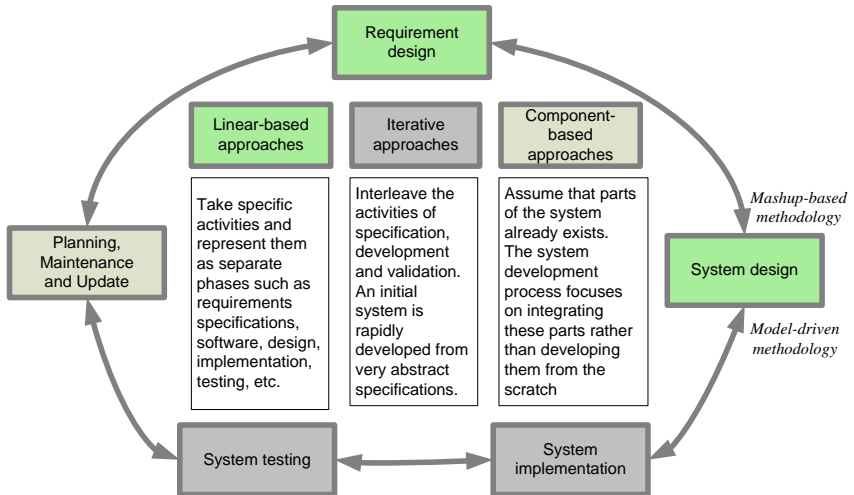 Requirement
design
Linear-based
approaches
Iterative
approaches
Component-
based
approaches
Take specific
activities and
represent them
as separate
phases such as
requirements
specifications,
software, design,
implementation,
testing, etc.
Interleave the
activities of
specification,
development
and validation.
An initial
system is
rapidly
developed from
very abstract
specifications.
Assume that parts
of the system
already exists.
The system
development
process focuses
on integrating
these parts rather
than developing
them from the
scratch
Mashup-based
methodology
Planning,
Maintenance
and Update
System design
Model-driven
methodology
System testing
System
implementation